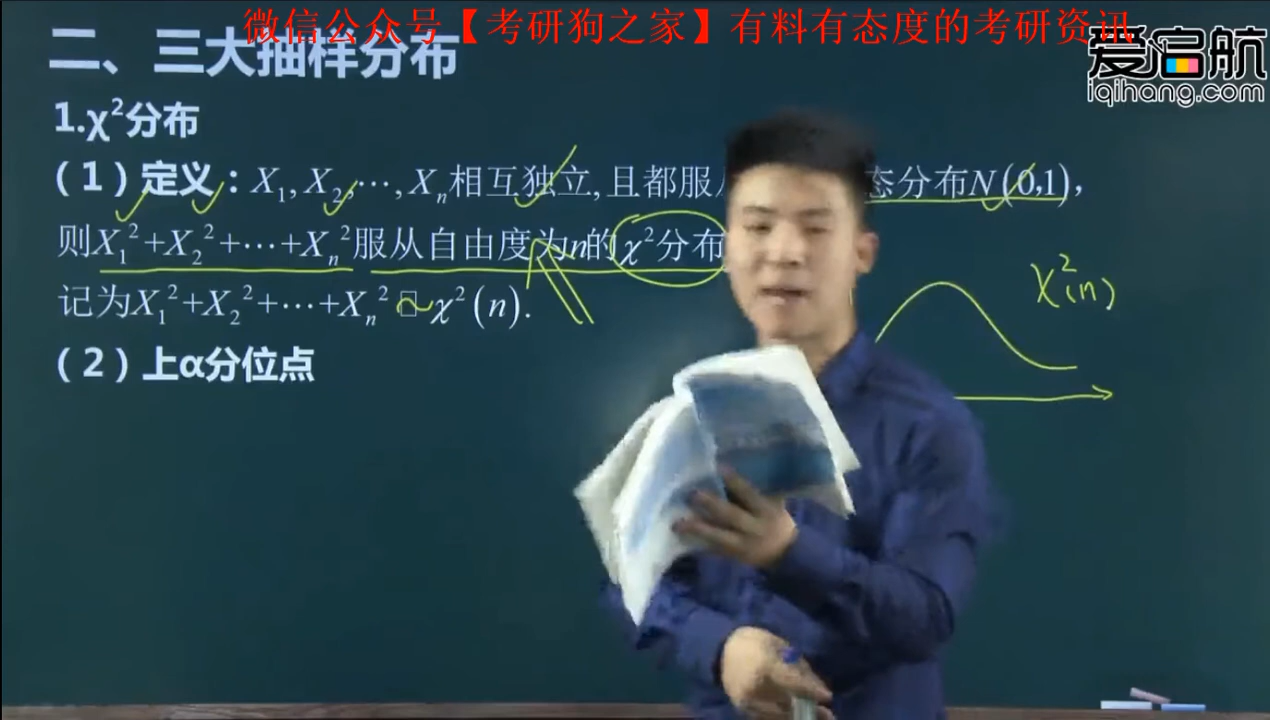 微信公众号【考研狗之家】有料有态度的考研资讯
爱启航
iqihang.com
二、三大抽样分布
1.χ²分布
（1）定义：X₁,X₂,⋯,Xₙ相互独立,且都服 态分布N(0,1),
则X₁²+X₂²+⋯+Xₙ²服从自由度为n的χ²分布
记为X₁²+X₂²+⋯+Xₙ² □~χ²(n).
χ²(n)
（2）上α分位点